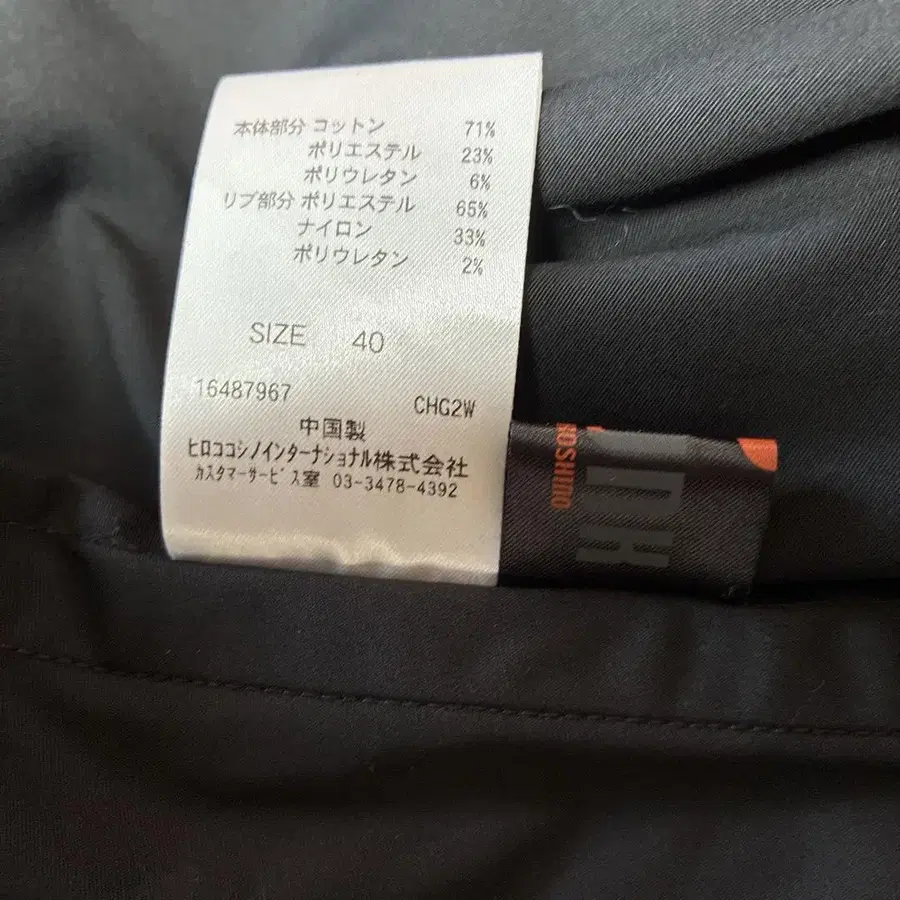 本体部分 コットン 71%
ポリエステル 23%
ポリウレタン 6%
リブ部分 ポリエステル 65%
ナイロン 33%
ポリウレタン 2%
SIZE 40
16487967 CHG2W
中国製
ヒロココシノインターナショナル株式会社
カスタマーサービス室 03-3478-4392
KOSHINO